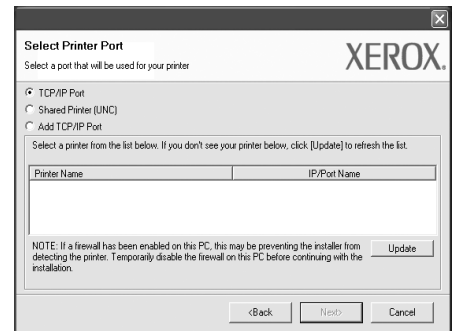 Select Printer Port
Select a port that will be used for your printer
XEROX.
TCP/IP Port
Shared Printer (UNC)
Add TCP/IP Port
Select a printer from the list below. If you don't see your printer below, click [Update] to refresh the list.
Printer Name
IP/Port Name
NOTE: If a firewall has been enabled on this PC, this may be preventing the installer from
detecting the printer. Temporarily disable the firewall on this PC before continuing with the
installation.
Update
<Back
Next>
Cancel